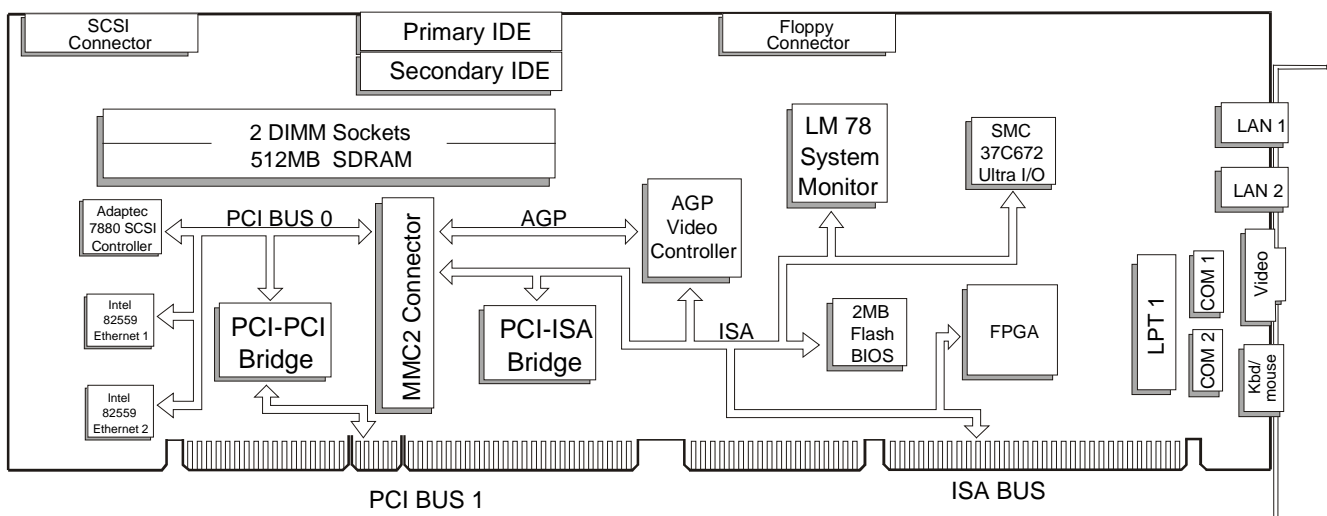 SCSI
Connector
Primary IDE
Secondary IDE
Floppy
Connector
2 DIMM Sockets
512MB SDRAM
LM 78
System
Monitor
SMC
37C672
Ultra I/O
LAN 1
LAN 2
Adaptec
7880 SCSI
Controller
PCI BUS 0
MMC2 Connector
AGP
AGP
Video
Controller
Video
Intel
82559
Ethernet 1
PCI-PCI
Bridge
PCI-ISA
Bridge
ISA
2MB
Flash
BIOS
FPGA
LPT 1
COM 1
COM 2
Kbd/
mouse
Intel
82559
Ethernet 2
PCI BUS 1
ISA BUS